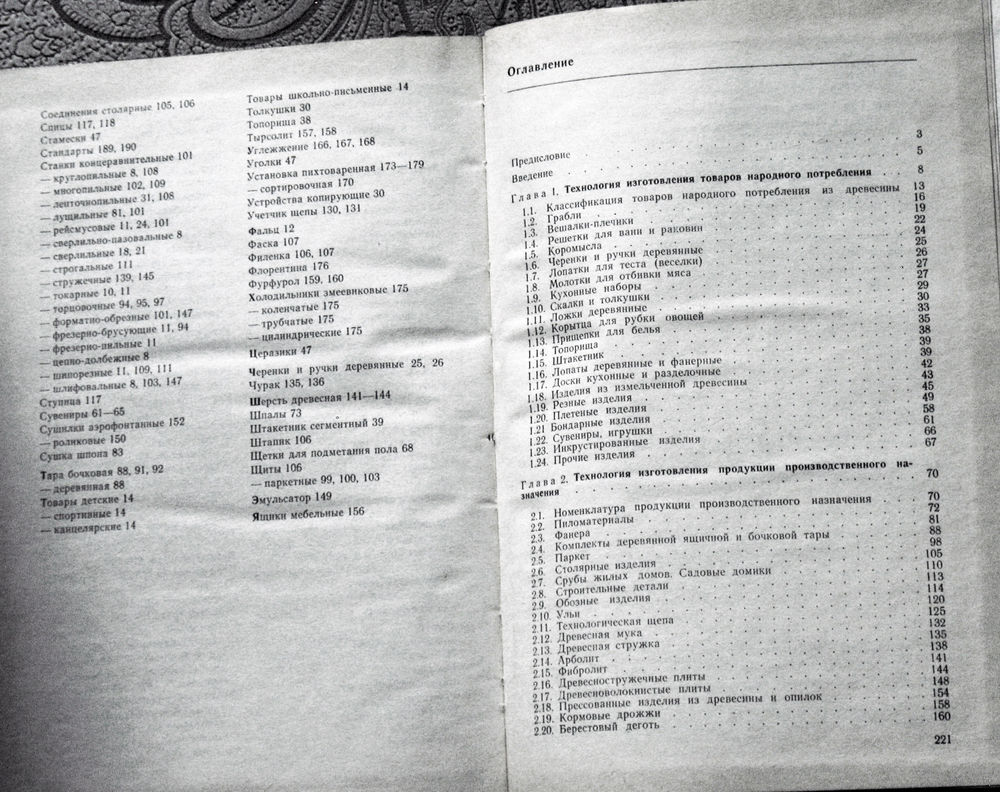 Соединения столярные 105, 106
Спицы 117, 118
Стамески 47
Стандарты 189, 190
Станки концеравнительные 101
— круглопильные 8, 108
— многопильные 102, 109
— ленточнопильные 31, 108
— лущильные 81, 101
— рейсмусовые 11, 24, 101
— сверлильно-пазовальные 8
— сверлильные 18, 21
— строгальные 111
— стружечные 139, 145
— токарные 10, 11
— торцовочные 94, 95, 97
— форматно-обрезные 101, 147
— фрезерно-брусующие 11, 94
— фрезерно-пильные 11
— цепно-долбежные 8
— шипорезные 11, 109, 111
— шлифовальные 8, 103, 147
Ступица 117
Сувениры 61—65
Сушилки аэрофонтанные 152
— роликовые 150
Сушка шпона 83
Тара бочковая 88, 91, 92
— деревянная 88
Товары детские 14
— спортивные 14
— канцелярские 14
Товары школьно-письменные 14
Толкушки 30
Топорища 38
Тырсолит 157, 158
Углежжение 166, 167, 168
Уголки 47
Установка пихтоваренная 173—179
— сортировочная 170
Устройства копирующие 30
Учетчик щепы 130, 131
Фальц 12
Фаска 107
Филенка 106, 107
Флорентина 176
Фурфурол 159, 160
Холодильники змеевиковые 175
— коленчатые 175
— трубчатые 175
— цилиндрические 175
Церазики 47
Черенки и ручки деревянные 25, 26
Чурак 135, 136
Шерсть древесная 141—144
Шпалы 73
Штакетник сегментный 39
Штапик 106
Щетки для подметания пола 68
Щиты 106
— паркетные 99, 100, 103
Эмульсатор 149
Ящики мебельные 156
Оглавление
Предисловие 3
Введение 5
Глава 1. Технология изготовления товаров народного потребления 8
1.1. Классификация товаров народного потребления из древесины 13
1.2. Грабли 16
1.3. Вешалки-плечики 19
1.4. Решетки для ванн и раковин 22
1.5. Коромысла 24
1.6. Черенки и ручки деревянные 25
1.7. Лопатки для теста (веселки) 26
1.8. Молотки для отбивки мяса 27
1.9. Кухонные наборы 27
1.10. Скалки и толкушки 29
1.11. Ложки деревянные 30
1.12. Корытца для рубки овощей 33
1.13. Прищепки для белья 35
1.14. Топорища 38
1.15. Штакетник 39
1.16. Лопаты деревянные и фанерные 39
1.17. Доски кухонные и разделочные 42
1.18. Изделия из измельченной древесины 43
1.19. Резные изделия 45
1.20. Плетеные изделия 49
1.21 Бондарные изделия 58
1.22. Сувениры, игрушки 61
1.23. Инкрустированные изделия 66
1.24. Прочие изделия 67
Глава 2. Технология изготовления продукции производственного на-
значения 70
2.1. Номенклатура продукции производственного назначения 70
2.2. Пиломатериалы 72
2.3. Фанера 81
2.4. Комплекты деревянной ящичной и бочковой тары 88
2.5. Паркет 98
2.6. Столярные изделия 105
2.7. Срубы жилых домов. Садовые домики 110
2.8. Строительные детали 113
2.9. Обозные изделия 114
2.10. Ульи 120
2.11. Технологическая щепа 125
2.12. Древесная мука 132
2.13. Древесная стружка 135
2.14. Арболит 138
2.15. Фибролит 141
2.16. Древесностружечные плиты 144
2.17. Древесноволокнистые плиты 148
2.18. Прессованные изделия из древесины и опилок 154
2.19. Кормовые дрожжи 158
2.20. Берестовый деготь 160
221